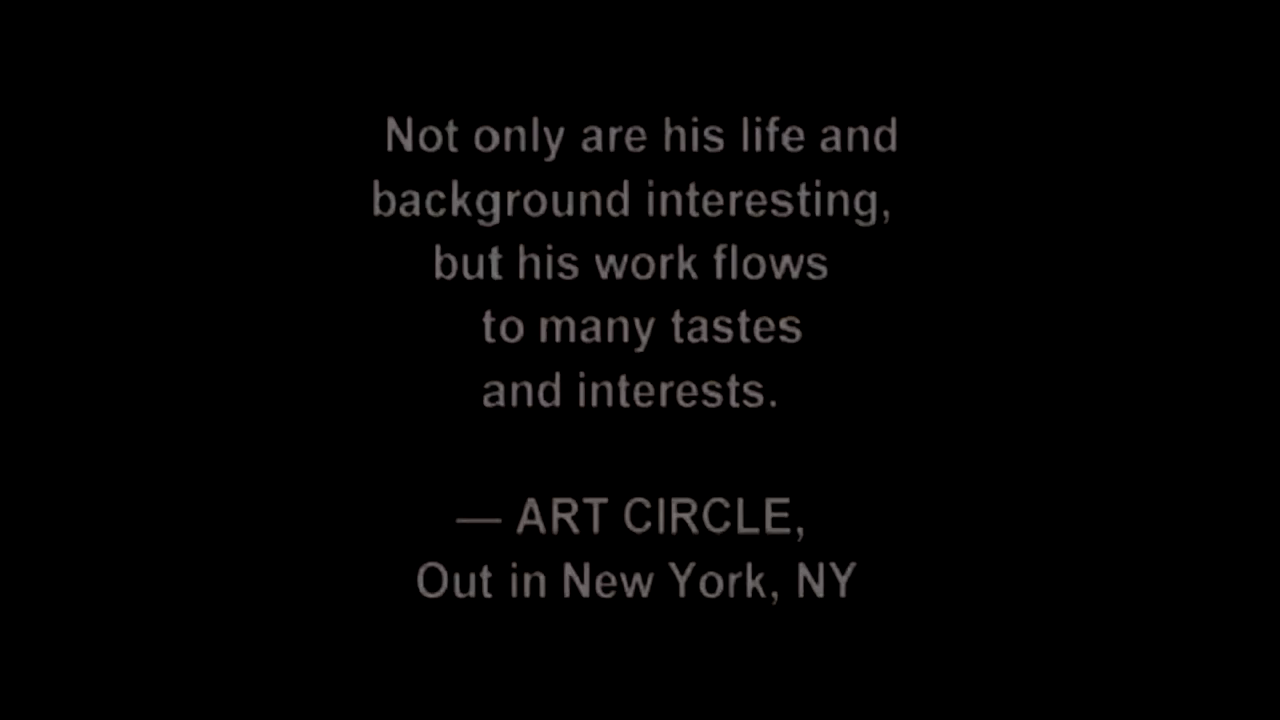 Not only are his life and
background interesting,
but his work flows
to many tastes
and interests.
— ART CIRCLE,
Out in New York, NY